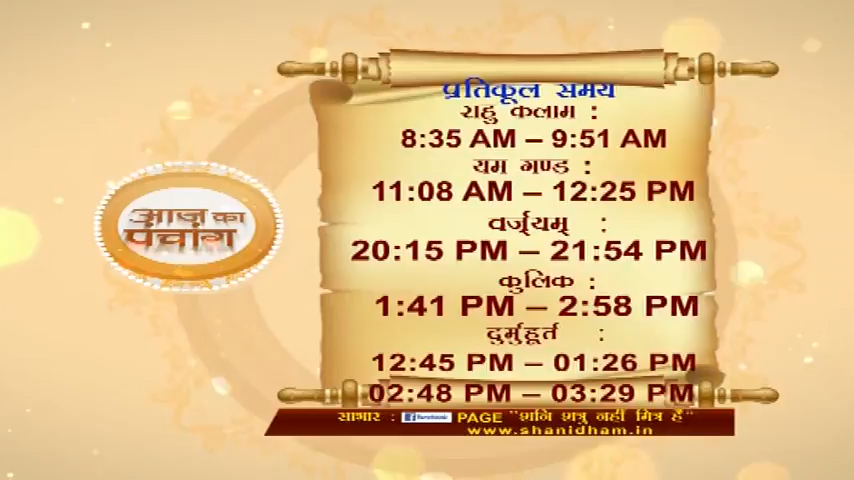 आज का
पंचांग
प्रतिकूल समय
राहु कलाम :
8:35 AM – 9:51 AM
यम गण्ड :
11:08 AM – 12:25 PM
वर्ज्यम् :
20:15 PM – 21:54 PM
कुलिक :
1:41 PM – 2:58 PM
दुर्मुहूर्त :
12:45 PM – 01:26 PM
02:48 PM – 03:29 PM
साभार : facebook PAGE "शनि शत्रु नहीं मित्र हैं"
www.shanidham.in